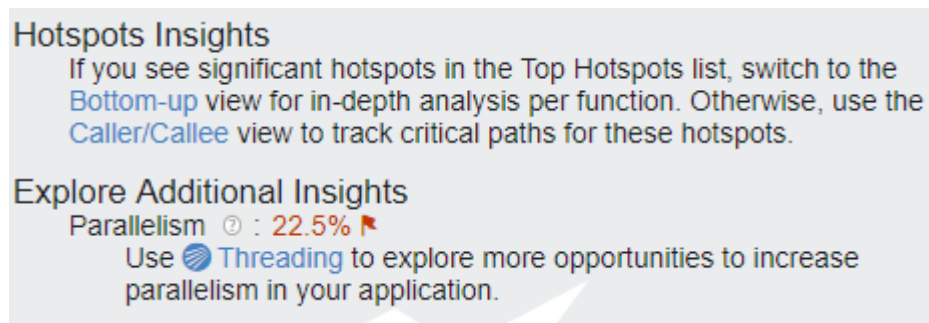 Hotspots Insights
If you see significant hotspots in the Top Hotspots list, switch to the
Bottom-up view for in-depth analysis per function. Otherwise, use the
Caller/Callee view to track critical paths for these hotspots.
Explore Additional Insights
Parallelism ? : 22.5%
Use Threading to explore more opportunities to increase
parallelism in your application.